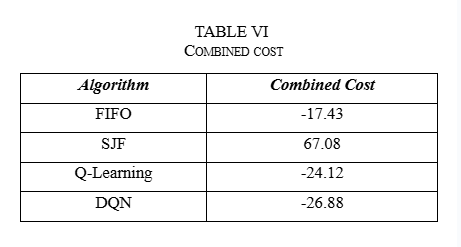 TABLE VI
COMBINED COST
Algorithm Combined Cost
FIFO -17.43
SJF 67.08
Q-Learning -24.12
DQN -26.88